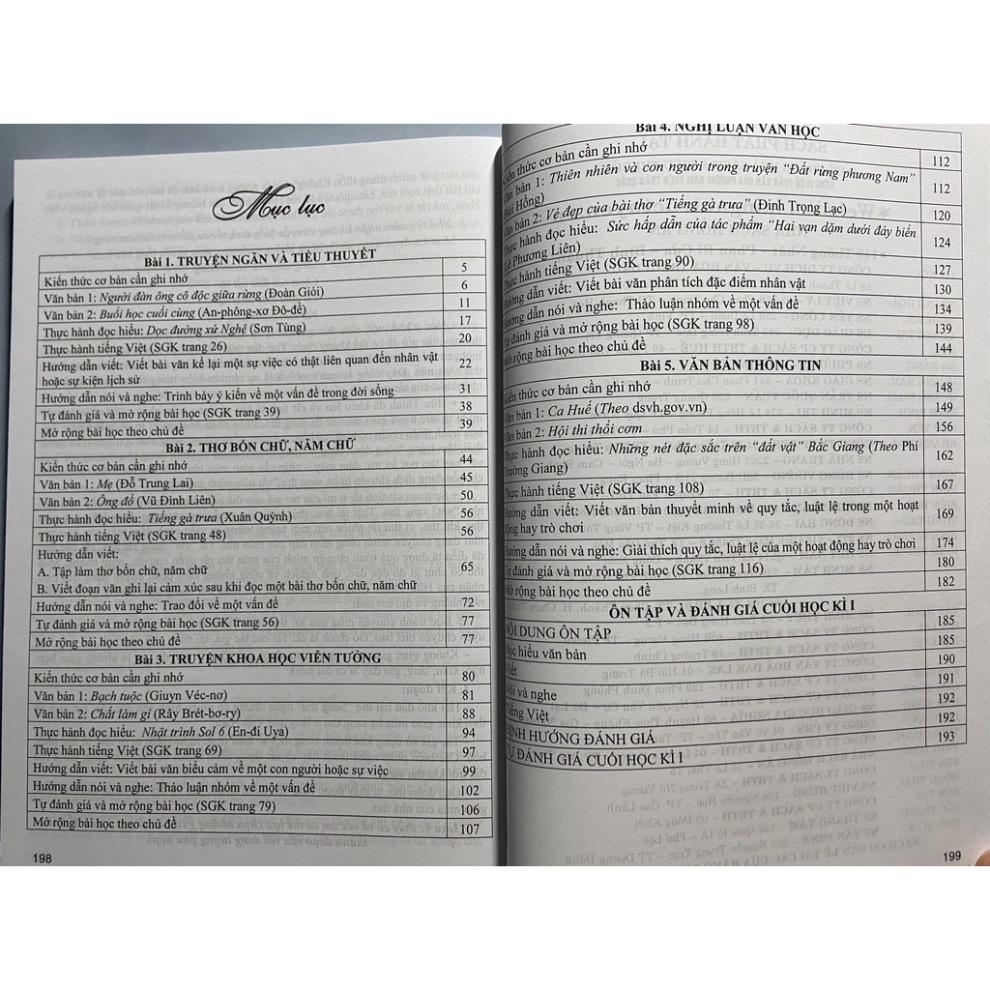 Mục lục
Bài 1. TRUYỆN NGẮN VÀ TIỂU THUYẾT
Kiến thức cơ bản cần ghi nhớ 5
Văn bản 1: Người đàn ông cô độc giữa rừng (Đoàn Giỏi) 6
Văn bản 2: Buổi học cuối cùng (An-phông-xơ Đô-đê) 11
Thực hành đọc hiểu: Dọc đường xứ Nghệ (Sơn Tùng) 17
Thực hành tiếng Việt (SGK trang 26) 20
Hướng dẫn viết: Viết bài văn kể lại một sự việc có thật liên quan đến nhân vật
hoặc sự kiện lịch sử 22
Hướng dẫn nói và nghe: Trình bày ý kiến về một vấn đề trong đời sống 31
Tự đánh giá và mở rộng bài học (SGK trang 39) 38
Mở rộng bài học theo chủ đề 39
Bài 2. THƠ BỐN CHỮ, NĂM CHỮ
Kiến thức cơ bản cần ghi nhớ 44
Văn bản 1: Mẹ (Đỗ Trung Lai) 45
Văn bản 2: Ông đồ (Vũ Đình Liên) 50
Thực hành đọc hiểu: Tiếng gà trưa (Xuân Quỳnh) 56
Thực hành tiếng Việt (SGK trang 48) 56
Hướng dẫn viết:
A. Tập làm thơ bốn chữ, năm chữ 65
B. Viết đoạn văn ghi lại cảm xúc sau khi đọc một bài thơ bốn chữ, năm chữ
Hướng dẫn nói và nghe: Trao đổi về một vấn đề 72
Tự đánh giá và mở rộng bài học (SGK trang 56) 77
Mở rộng bài học theo chủ đề 77
Bài 3. TRUYỆN KHOA HỌC VIỄN TƯỞNG
Kiến thức cơ bản cần ghi nhớ 80
Văn bản 1: Bạch tuộc (Giuyn Véc-nơ) 81
Văn bản 2: Chất làm gỉ (Rây Brét-bơ-ry) 88
Thực hành đọc hiểu: Nhật trình Sol 6 (En-đi Uya) 94
Thực hành tiếng Việt (SGK trang 69) 97
Hướng dẫn viết: Viết bài văn biểu cảm về một con người hoặc sự việc 99
Hướng dẫn nói và nghe: Thảo luận nhóm về một vấn đề 102
Tự đánh giá và mở rộng bài học (SGK trang 79) 106
Mở rộng bài học theo chủ đề 107
198
Bài 4. NGHỊ LUẬN VĂN HỌC
Kiến thức cơ bản cần ghi nhớ 112
Văn bản 1: Thiên nhiên và con người trong truyện "Đất rừng phương Nam"
Hồng) 112
Văn bản 2: Vẻ đẹp của bài thơ "Tiếng gà trưa" (Đinh Trọng Lạc) 120
Thực hành đọc hiểu: Sức hấp dẫn của tác phẩm "Hai vạn dặm dưới đáy biển
Lê Phương Liên) 124
Thực hành tiếng Việt (SGK trang 90) 127
Hướng dẫn viết: Viết bài văn phân tích đặc điểm nhân vật 130
Hướng dẫn nói và nghe: Thảo luận nhóm về một vấn đề 134
Tự đánh giá và mở rộng bài học (SGK trang 98) 139
Mở rộng bài học theo chủ đề 144
Bài 5. VĂN BẢN THÔNG TIN
Kiến thức cơ bản cần ghi nhớ 148
Văn bản 1: Ca Huế (Theo dsvh.gov.vn) 149
Văn bản 2: Hội thi thổi cơm 156
Thực hành đọc hiểu: Những nét đặc sắc trên "đất vật" Bắc Giang (Theo Phí
Trường Giang) 162
Thực hành tiếng Việt (SGK trang 108) 167
Hướng dẫn viết: Viết văn bản thuyết minh về quy tắc, luật lệ trong một hoạt
động hay trò chơi 169
Hướng dẫn nói và nghe: Giải thích quy tắc, luật lệ của một hoạt động hay trò chơi 174
Tự đánh giá và mở rộng bài học (SGK trang 116) 180
Mở rộng bài học theo chủ đề 182
ÔN TẬP VÀ ĐÁNH GIÁ CUỐI HỌC KÌ I
NỘI DUNG ÔN TẬP 185
Đọc hiểu văn bản 185
Viết 190
Nói và nghe 191
Tiếng Việt 192
ĐỊNH HƯỚNG ĐÁNH GIÁ 192
TỰ ĐÁNH GIÁ CUỐI HỌC KÌ I 193
199